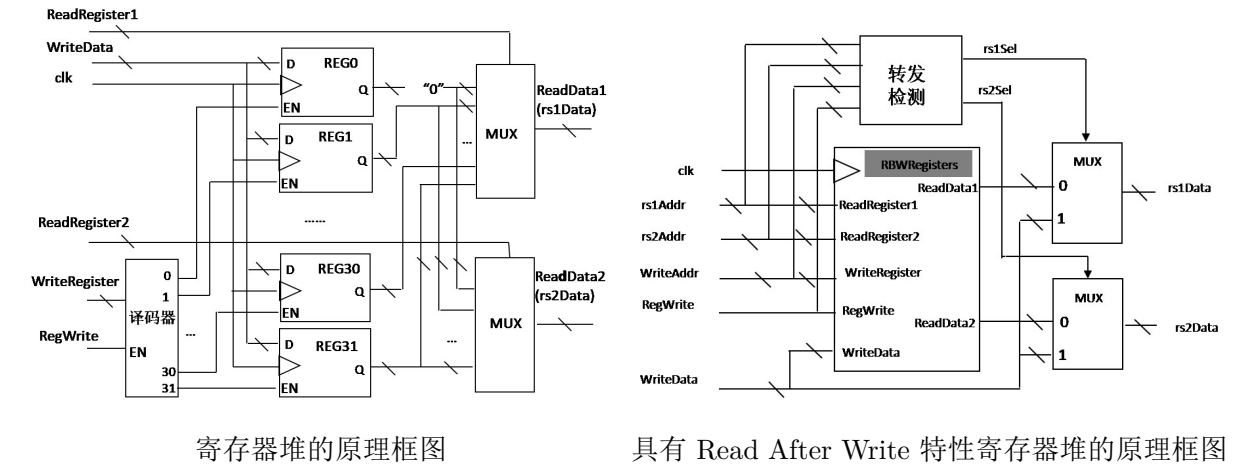 ReadRegister1
WriteData
clk
D
REG0
Q
EN
"0"
D
REG1
Q
EN
...
MUX
ReadData1
(rs1Data)
......
ReadRegister2
WriteRegister
RegWrite
0
1
译码器
EN
...
30
31
D
REG30
Q
EN
D
REG31
Q
EN
...
MUX
ReadData2
(rs2Data)
寄存器堆的原理框图
转发
检测
rs1Sel
rs2Sel
clk
rs1Addr
rs2Addr
WriteAddr
RegWrite
WriteData
RBWRegisters
ReadData1
ReadRegister1
ReadRegister2
WriteRegister
RegWrite
ReadData2
WriteData
MUX
0
1
rs1Data
MUX
0
1
rs2Data
具有 Read After Write 特性寄存器堆的原理框图